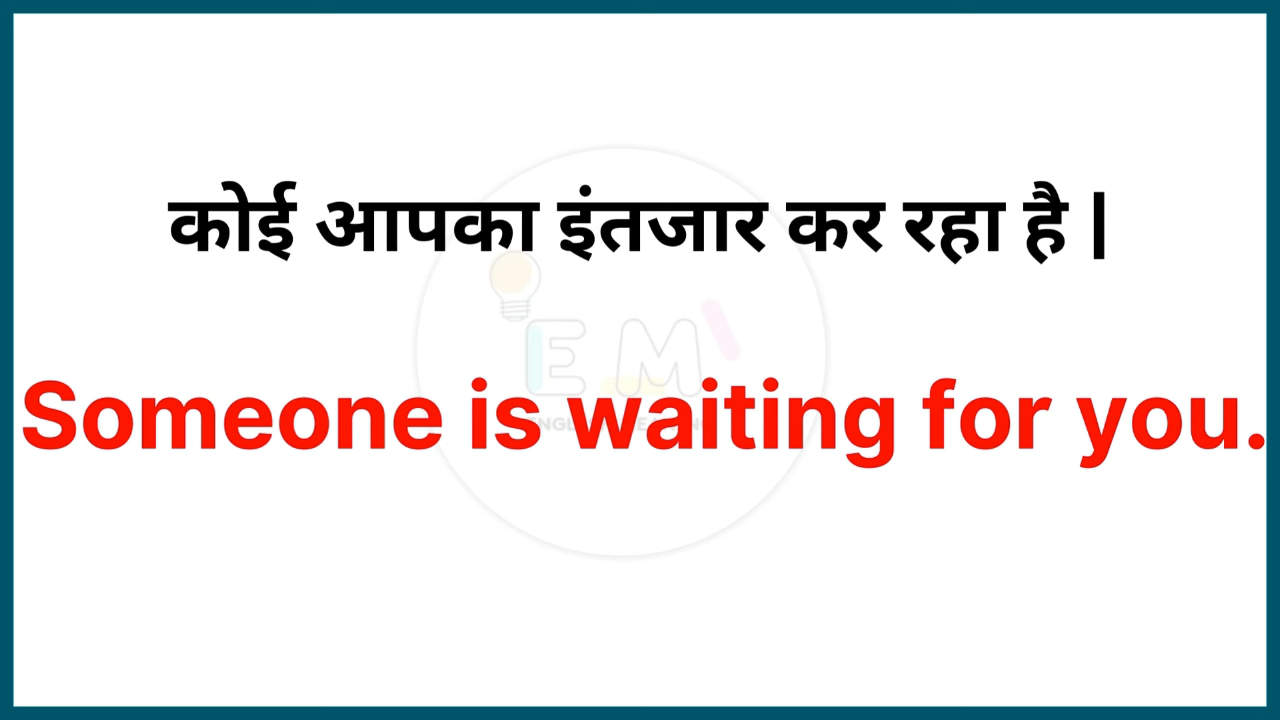 कोई आपका इंतजार कर रहा है |
E M
Someone is waiting for you.